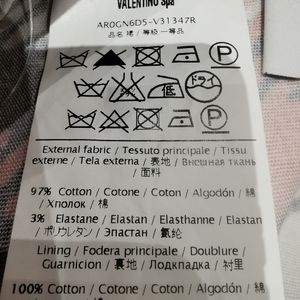 VALENTINO SpA
AR0GN6D5-V31347R
品名 裙 / 等級 一等品
P
低
ドライ
P
External fabric / Tessuto principale / Tissu
externe / Tela externa / 表地 / Внешная ткань
/ 面料
97% Cotton / Cotone / Coton / Algodón / 綿
/ Хлопок / 棉
3% Elastane / Elastan / Elasthanne / Elastan
/ ポリウレタン / Эластан / 氨纶
Lining / Fodera principale / Doublure /
Guarnicion / 裏地 / Подкладка / 衬里
100% Cotton / Cotone / Coton / Algodón / 綿